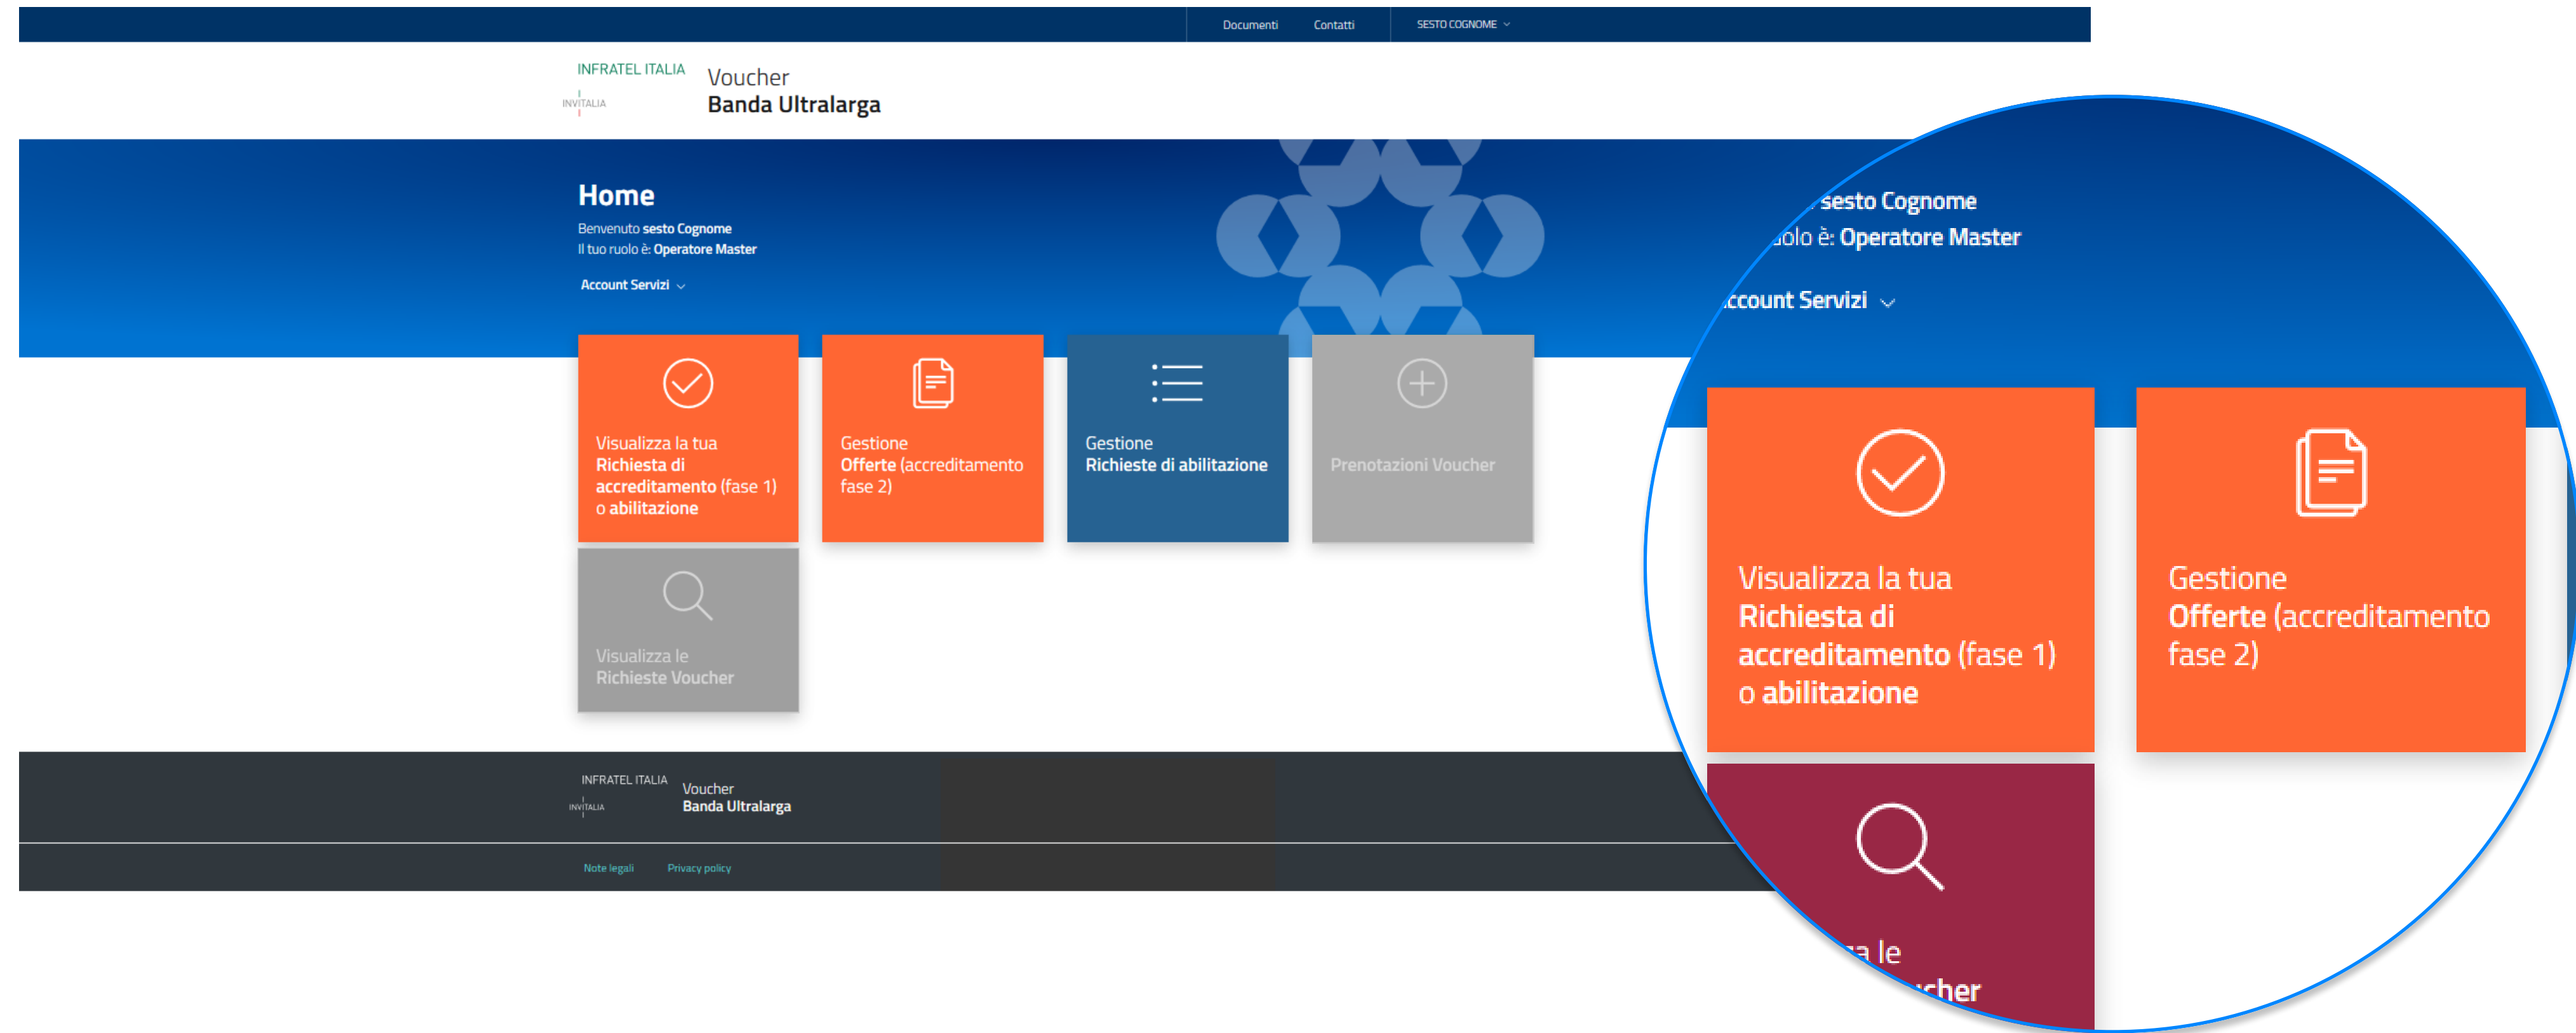 Documenti Contatti SESTO COGNOME
INFRATEL ITALIA
INVITALIA
Voucher
Banda Ultralarga
Home
Benvenuto sesto Cognome
Il tuo ruolo è: Operatore Master
Account Servizi
Visualizza la tua
Richiesta di
accreditamento (fase 1)
o abilitazione
Gestione
Offerte (accreditamento
fase 2)
Gestione
Richieste di abilitazione
Prenotazioni Voucher
Visualizza le
Richieste Voucher
INFRATEL ITALIA
INVITALIA
Voucher
Banda Ultralarga
Note legali Privacy policy
sesto Cognome
uolo è: Operatore Master
ccount Servizi
Visualizza la tua
Richiesta di
accreditamento (fase 1)
o abilitazione
Gestione
Offerte (accreditamento
fase 2)
za le
ucher